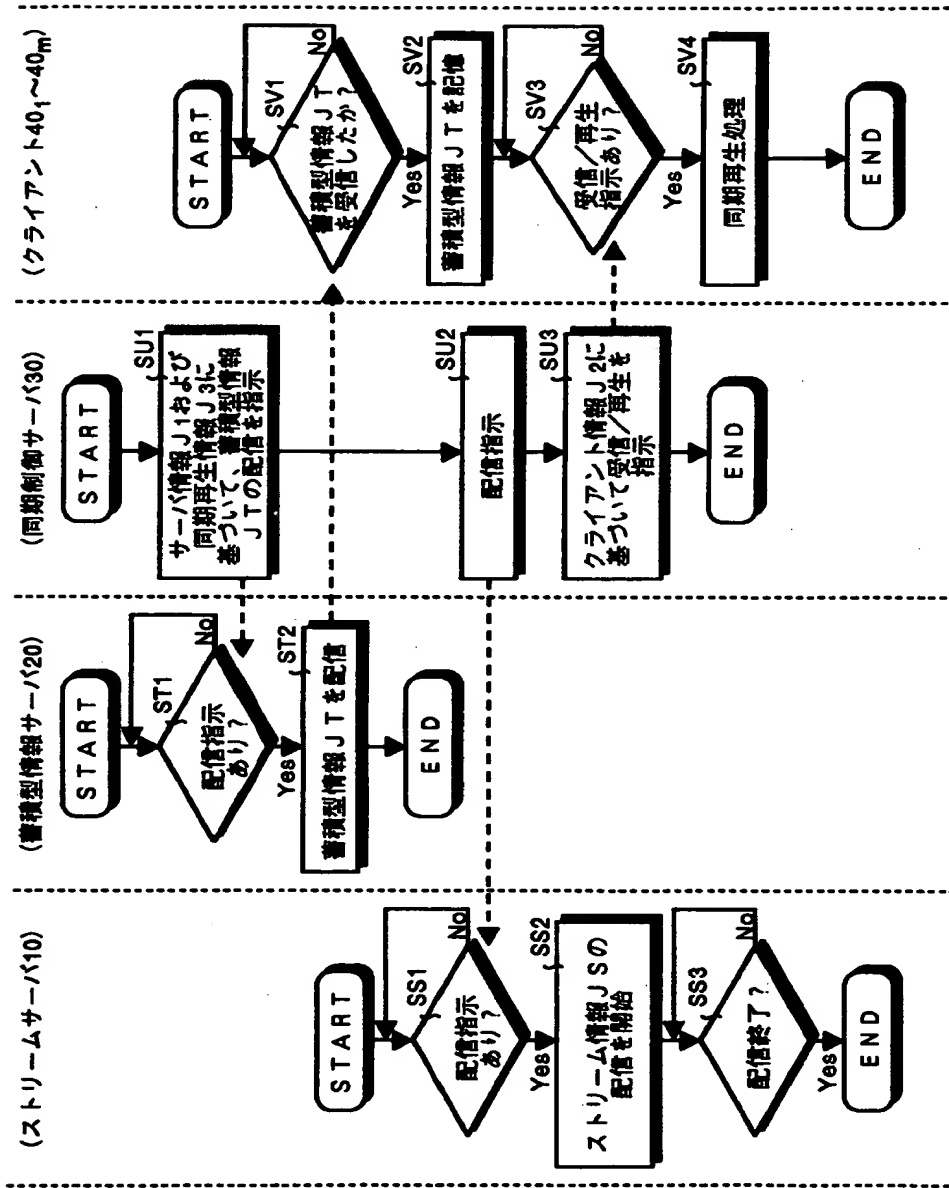 (ストリームサーバ10)
START
SS1
配信指示
あり?
No
Yes
SS2
ストリーム情報JSの
配信を開始
SS3
配信終了?
No
Yes
END
(蓄積型情報サーバ20)
START
ST1
配信指示
あり?
No
Yes
ST2
蓄積型情報JTを配信
END
(同期制御サーバ30)
START
SU1
サーバ情報J1および
同期再生情報J3に
基づいて、蓄積型情報
JTの配信を指示
SU2
配信指示
SU3
クライアント情報J2に
基づいて受信/再生を
指示
END
(クライアント40₁~40ₘ)
START
SV1
蓄積型情報JT
を受信したか?
No
Yes
SV2
蓄積型情報JTを記憶
SV3
受信/再生
指示あり?
No
Yes
SV4
同期再生処理
END